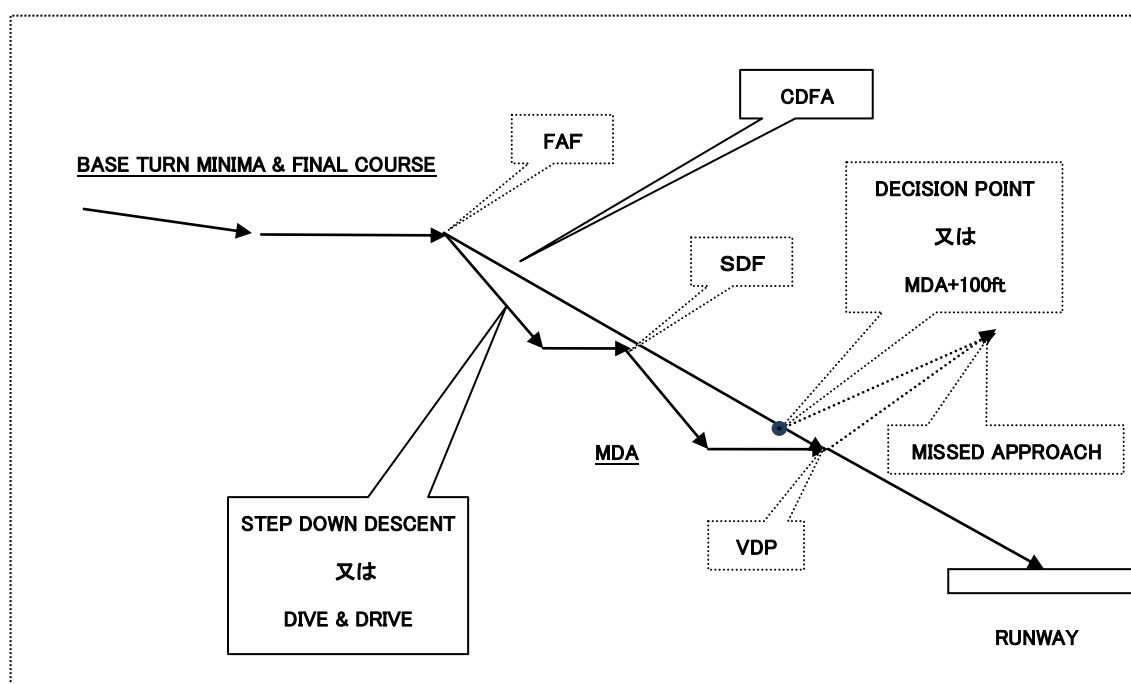 CDFA
FAF
BASE TURN MINIMA & FINAL COURSE
DECISION POINT
又は
MDA+100ft
SDF
MDA
MISSED APPROACH
STEP DOWN DESCENT
又は
DIVE & DRIVE
VDP
RUNWAY